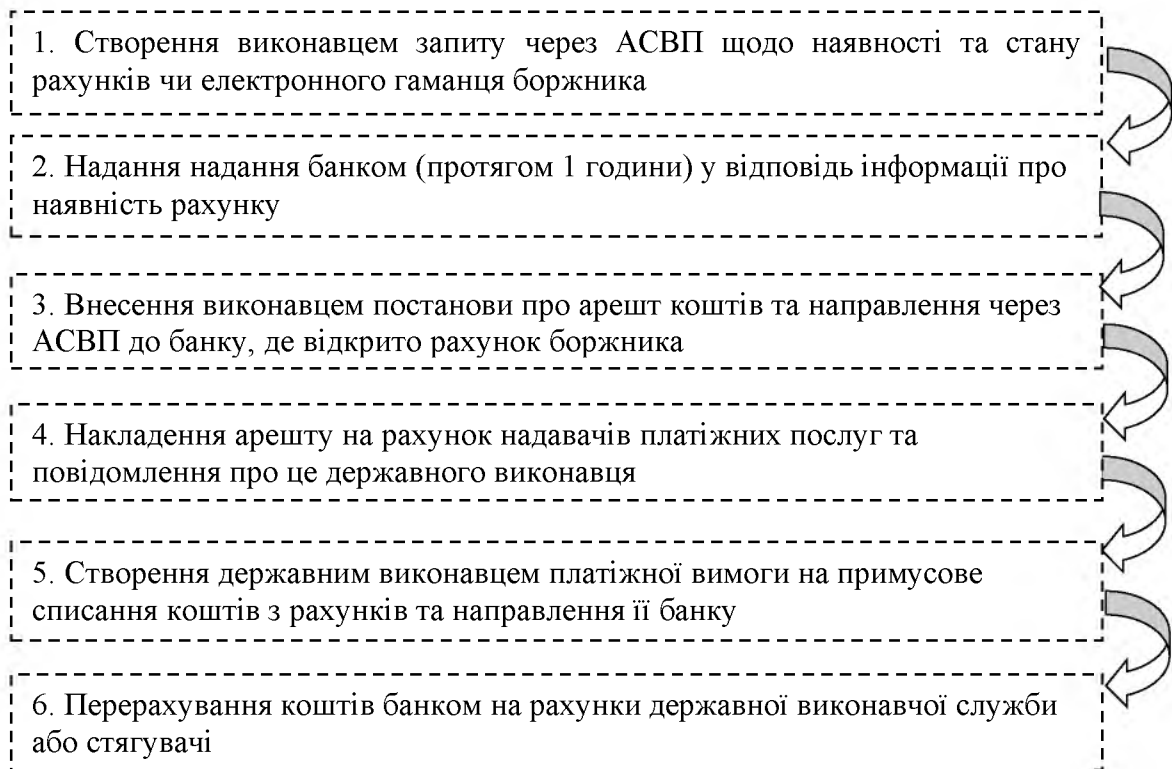 1. Створення виконавцем запиту через АСВП щодо наявності та стану
рахунків чи електронного гаманця боржника
2. Надання надання банком (протягом 1 години) у відповідь інформації про
наявність рахунку
3. Внесення виконавцем постанови про арешт коштів та направлення через
АСВП до банку, де відкрито рахунок боржника
4. Накладення арешту на рахунок надавачів платіжних послуг та
повідомлення про це державного виконавця
5. Створення державним виконавцем платіжної вимоги на примусове
списання коштів з рахунків та направлення її банку
6. Перерахування коштів банком на рахунки державної виконавчої служби
або стягувачі